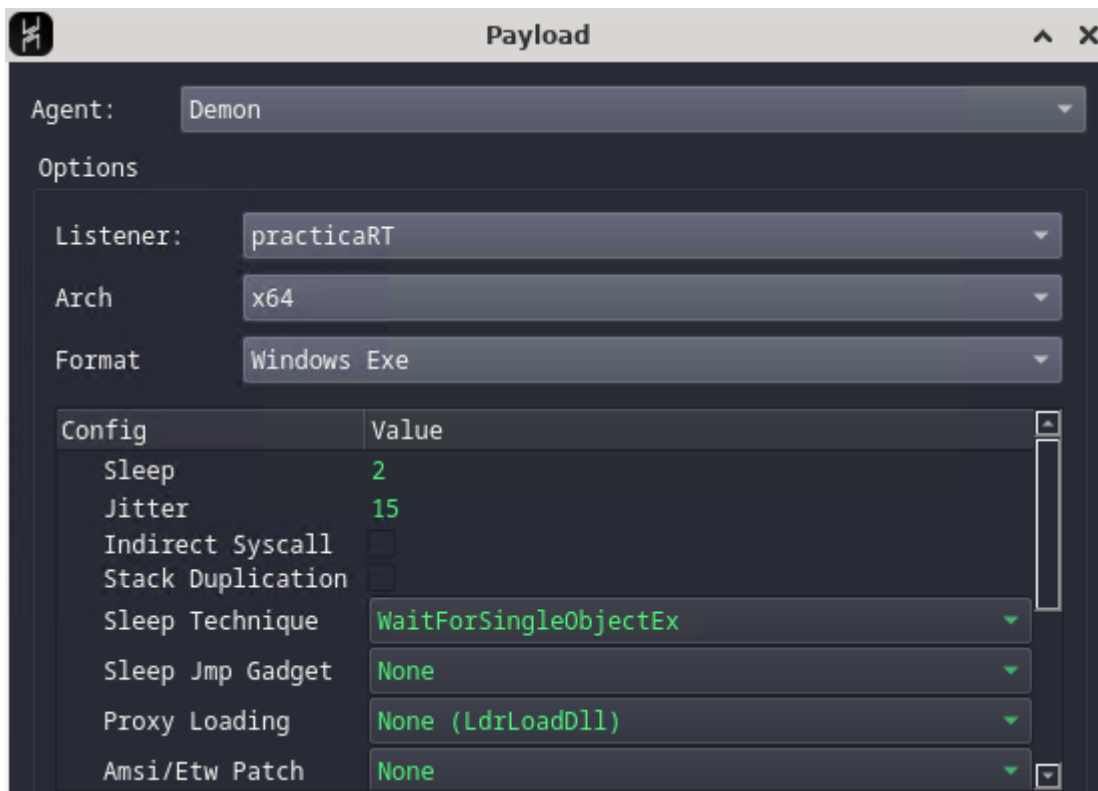 Payload
Agent: Demon
Options
Listener: practicaRT
Arch x64
Format Windows Exe
Config Value
Sleep 2
Jitter 15
Indirect Syscall
Stack Duplication
Sleep Technique WaitForSingleObjectEx
Sleep Jmp Gadget None
Proxy Loading None (LdrLoadDll)
Amsi/Etw Patch None